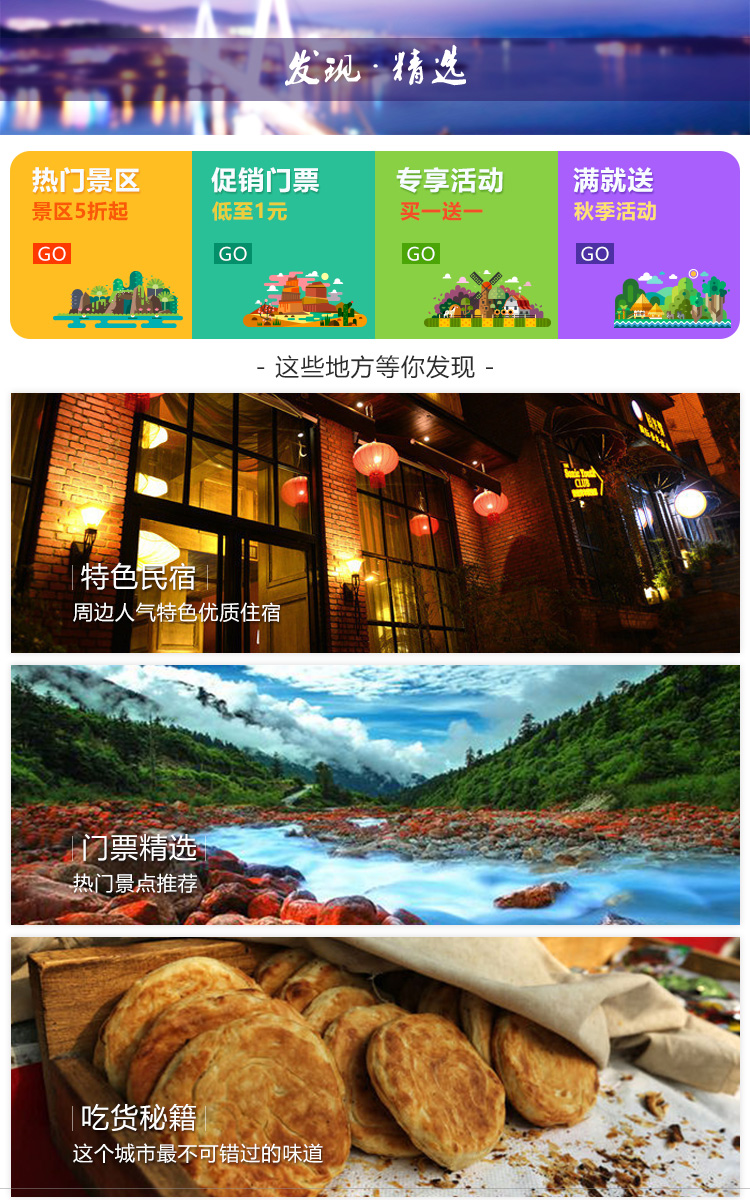 发现·精选
热门景区
景区5折起
GO
促销门票
低至1元
GO
专享活动
买一送一
GO
满就送
秋季活动
GO
- 这些地方等你发现 -
CLUB
特色民宿
周边人气特色优质住宿
门票精选
热门景点推荐
吃货秘籍
这个城市最不可错过的味道